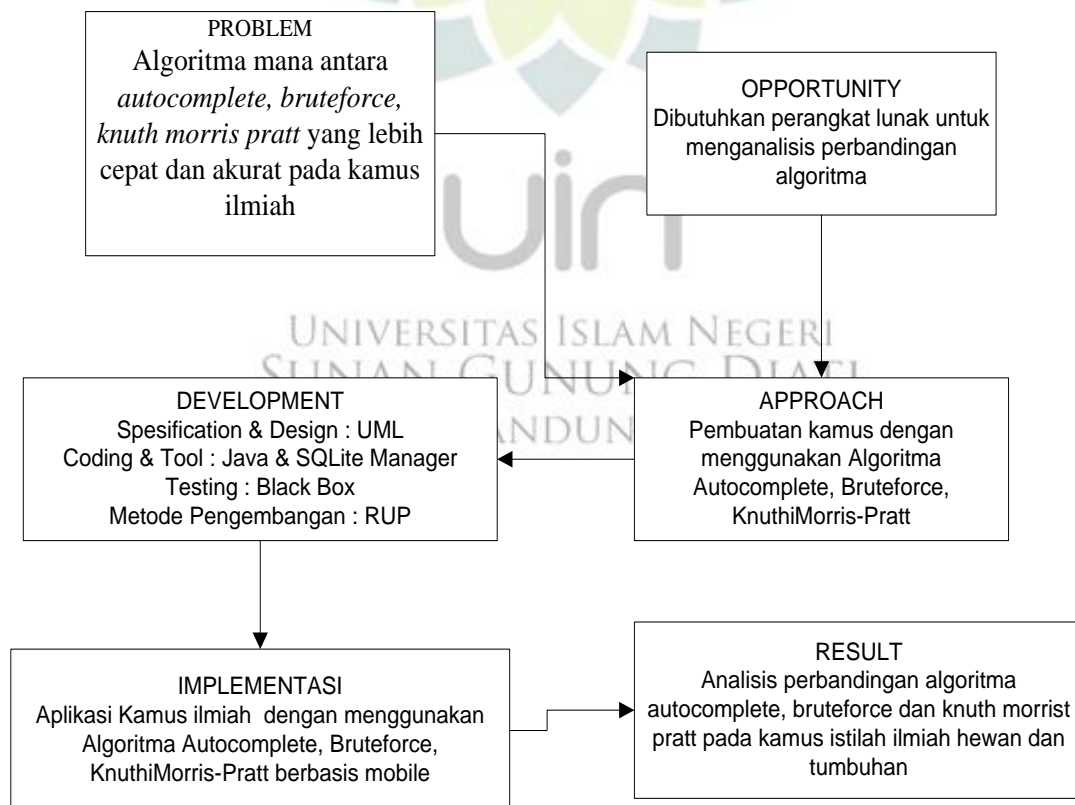 PROBLEM
Algoritma mana antara
autocomplete, bruteforce,
knuth morris pratt yang lebih
cepat dan akurat pada kamus
ilmiah
OPPORTUNITY
Dibutuhkan perangkat lunak untuk
menganalisis perbandingan
algoritma
uin
UNIVERSITAS ISLAM NEGERI
SUNAN GUNUNG DJATI
DEVELOPMENT
Spesification & Design : UML
Coding & Tool : Java & SQLite Manager
Testing : Black Box
Metode Pengembangan : RUP
APPROACH
Pembuatan kamus dengan
menggunakan Algoritma
Autocomplete, Bruteforce,
KnuthiMorris-Pratt
IMPLEMENTASI
Aplikasi Kamus ilmiah dengan menggunakan
Algoritma Autocomplete, Bruteforce,
KnuthiMorris-Pratt berbasis mobile
RESULT
Analisis perbandingan algoritma
autocomplete, bruteforce dan knuth morrist
pratt pada kamus istilah ilmiah hewan dan
tumbuhan